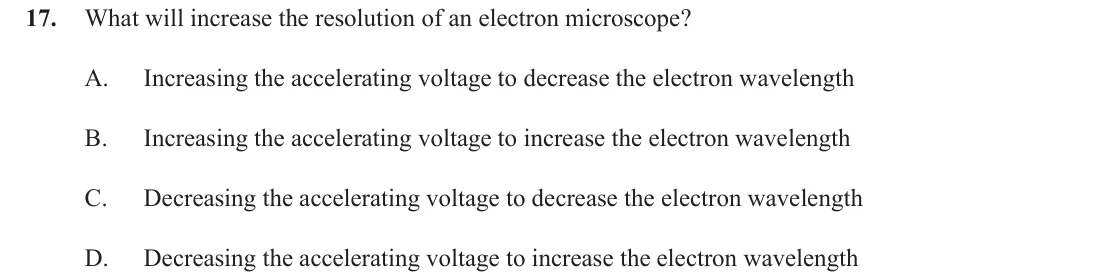 17. What will increase the resolution of an electron microscope?
A. Increasing the accelerating voltage to decrease the electron wavelength
B. Increasing the accelerating voltage to increase the electron wavelength
C. Decreasing the accelerating voltage to decrease the electron wavelength
D. Decreasing the accelerating voltage to increase the electron wavelength